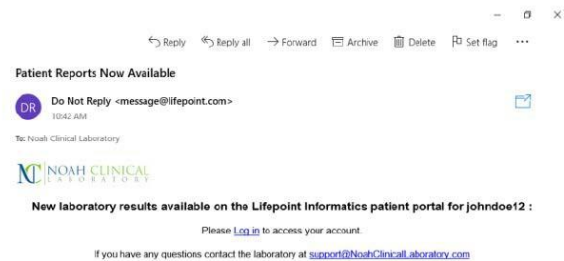 Reply Reply all Forward Archive Delete Set flag
Patient Reports Now Available
DR
Do Not Reply <message@lifepoint.com>
10:42 AM
To: Noah Clinical Laboratory
NC NOAH CLINICAL
LABORATORY
New laboratory results available on the Lifepoint Informatics patient portal for johndoe12 :
Please Log in to access your account.
If you have any questions contact the laboratory at support@NoahClinicalLaboratory.com